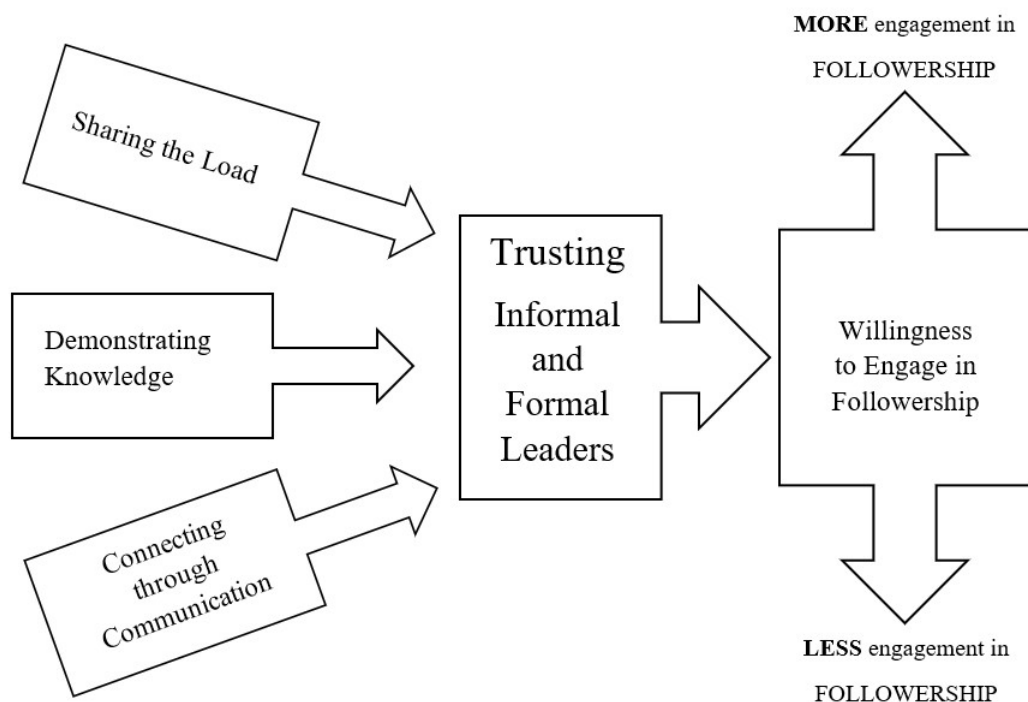 Sharing the Load
Demonstrating
Knowledge
Connecting
through
Communication
Trusting
Informal
and
Formal
Leaders
MORE engagement in
FOLLOWERSHIP
Willingness
to Engage in
Followership
LESS engagement in
FOLLOWERSHIP